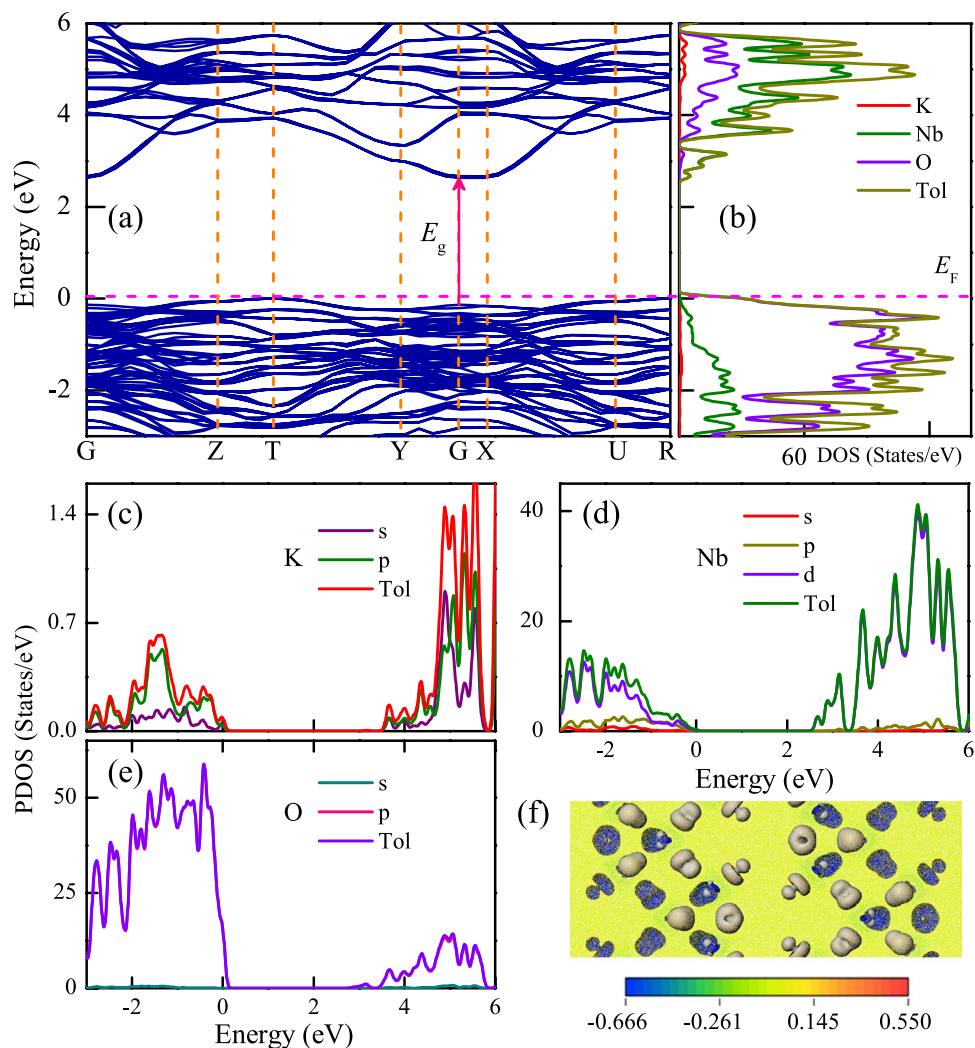 6
4
2
0
-2
Energy (eV)
(a)
E_g
G Z T Y G X U R
(b)
K
Nb
O
Tol
E_F
60 DOS (States/eV)
(c)
K
s
p
Tol
1.4
0.7
0.0
PDOS (States/eV)
(d)
Nb
s
p
d
Tol
40
20
0
-2 0 2 4 6
Energy (eV)
(e)
O
s
p
Tol
50
25
0
-2 0 2 4 6
Energy (eV)
(f)
-0.666 -0.261 0.145 0.550